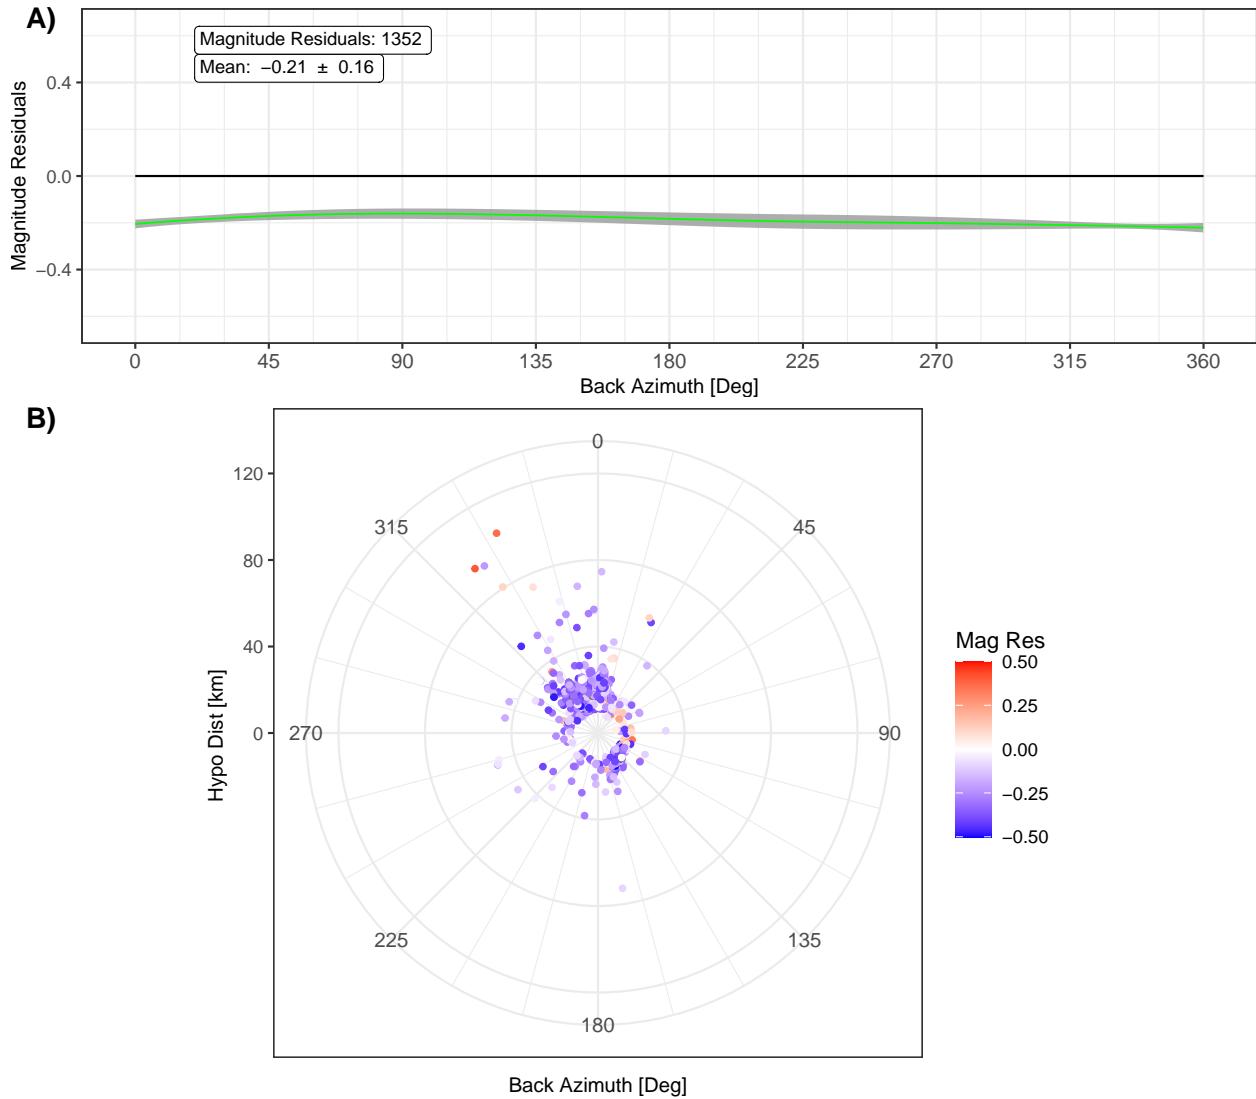 A)
Magnitude Residuals: 1352
Mean: −0.21 ± 0.16
0.4
0.0
−0.4
Magnitude Residuals
0 45 90 135 180 225 270 315 360
Back Azimuth [Deg]
B)
0
120
315 45
80
40
0 270 90
Hypo Dist [km]
225 135
180
Back Azimuth [Deg]
Mag Res
0.50
0.25
0.00
−0.25
−0.50